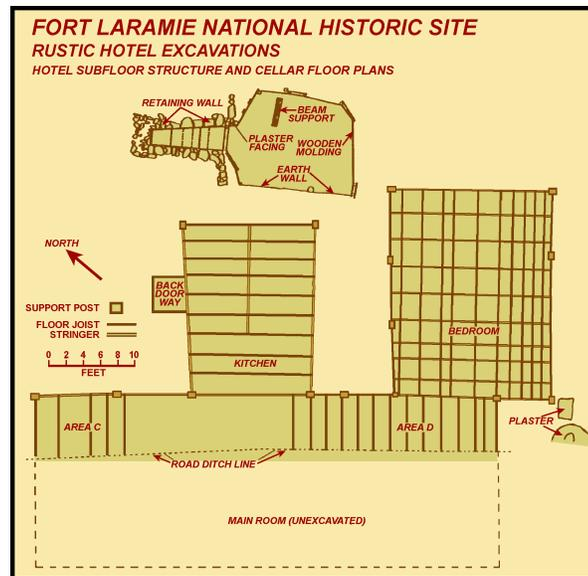 FORT LARAMIE NATIONAL HISTORIC SITE
RUSTIC HOTEL EXCAVATIONS
HOTEL SUBFLOOR STRUCTURE AND CELLAR FLOOR PLANS
RETAINING WALL
BEAM
SUPPORT
PLASTER
FACING
WOODEN
MOLDING
EARTH
WALL
NORTH
BACK
DOOR
WAY
SUPPORT POST
FLOOR JOIST
STRINGER
0 2 4 6 8 10
FEET
KITCHEN
BEDROOM
AREA C
AREA D
PLASTER
ROAD DITCH LINE
MAIN ROOM (UNEXCAVATED)